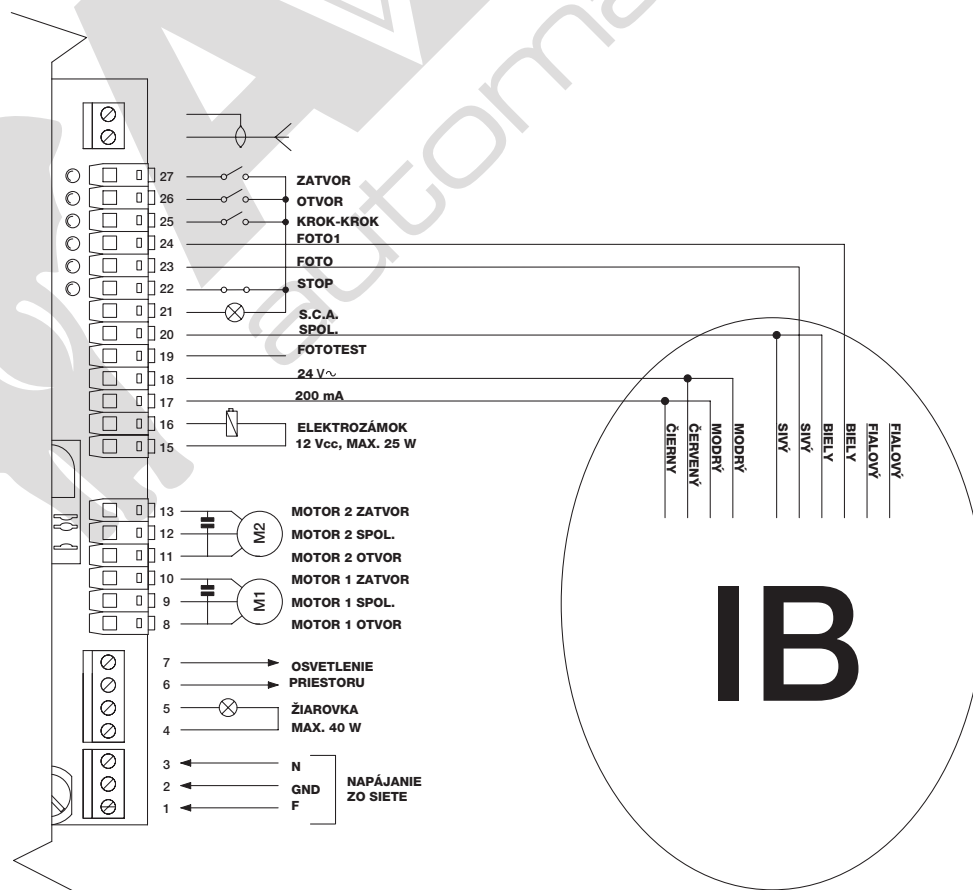 27 ZATVOR
26 OTVOR
25 KROK-KROK
24 FOTO1
23 FOTO
22 STOP
21 S.C.A.
20 SPOL.
19 FOTOTEST
18 24 V~
17 200 mA
16 ELEKTROZÁMOK
15 12 Vcc, MAX. 25 W
13 MOTOR 2 ZATVOR
12 MOTOR 2 SPOL.
11 MOTOR 2 OTVOR
M2
10 MOTOR 1 ZATVOR
9 MOTOR 1 SPOL.
8 MOTOR 1 OTVOR
M1
7 OSVETLENIE
6 PRIESTORU
5 ŽIAROVKA
4 MAX. 40 W
3 N
2 GND
1 F
NAPÁJANIE
ZO SIETE
ČIERNY
ČERVENÝ
MODRÝ
MODRÝ
SIVÝ
SIVÝ
BIELY
BIELY
FIALOVÝ
FIALOVÝ
IB